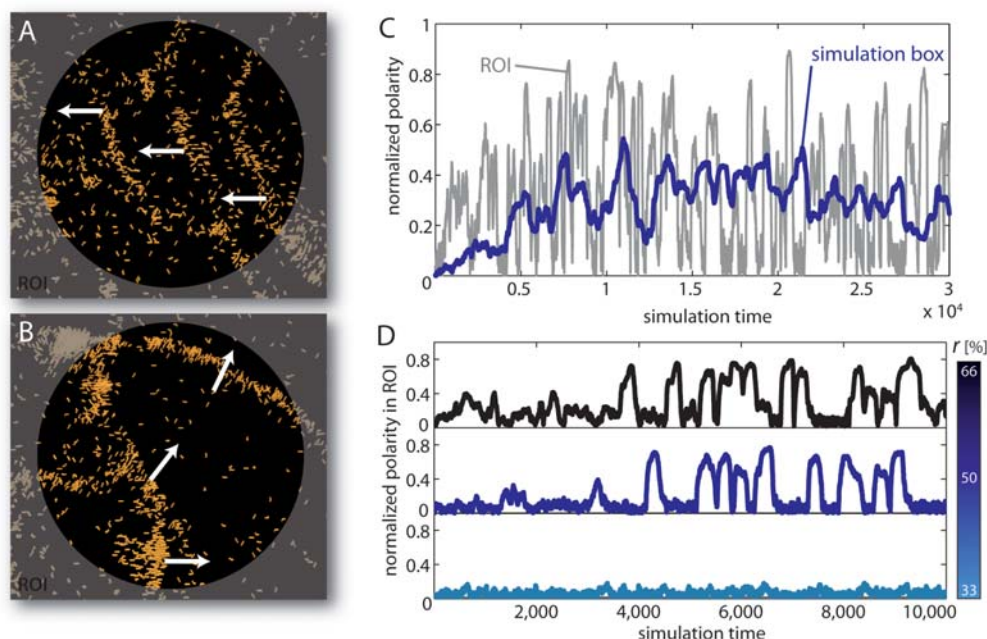 A
ROI
B
ROI
C
normalized polarity
1
0.8
0.6
0.4
0.2
0
ROI
simulation box
0.5
1
1.5
2
2.5
3
x 10⁴
simulation time
D
normalized polarity in ROI
0.8
0.4
0
0.8
0.4
0
0.8
0.4
0
2,000
4,000
6,000
8,000
10,000
simulation time
r [%]
66
50
33